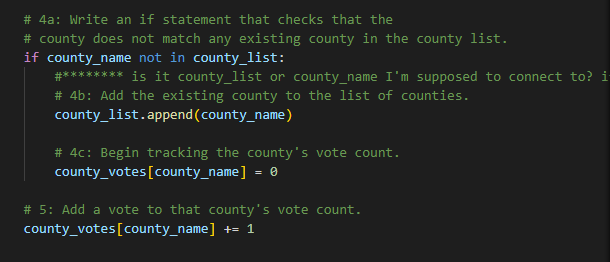 # 4a: Write an if statement that checks that the
# county does not match any existing county in the county list.
if county_name not in county_list:
#******** is it county_list or county_name I'm supposed to connect to? i
# 4b: Add the existing county to the list of counties.
county_list.append(county_name)
# 4c: Begin tracking the county's vote count.
county_votes[county_name] = 0
# 5: Add a vote to that county's vote count.
county_votes[county_name] += 1